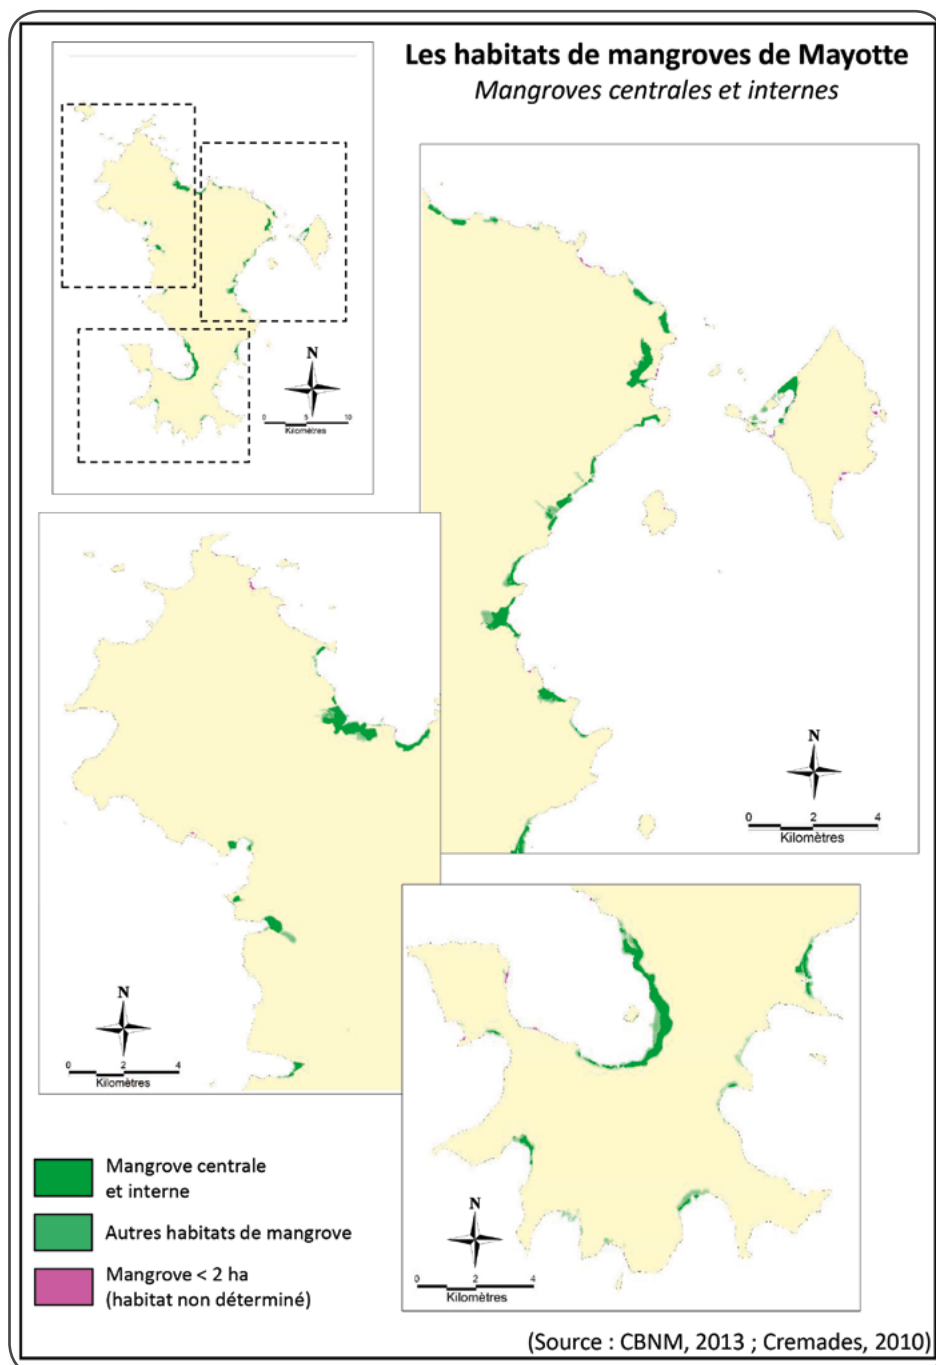 Les habitats de mangroves de Mayotte
Mangroves centrales et internes
N
0 5 10
Kilomètres
N
0 2 4
Kilomètres
N
0 2 4
Kilomètres
N
0 2 4
Kilomètres
Mangrove centrale
et interne
Autres habitats de mangrove
Mangrove < 2 ha
(habitat non déterminé)
(Source : CBNM, 2013 ; Cremades, 2010)